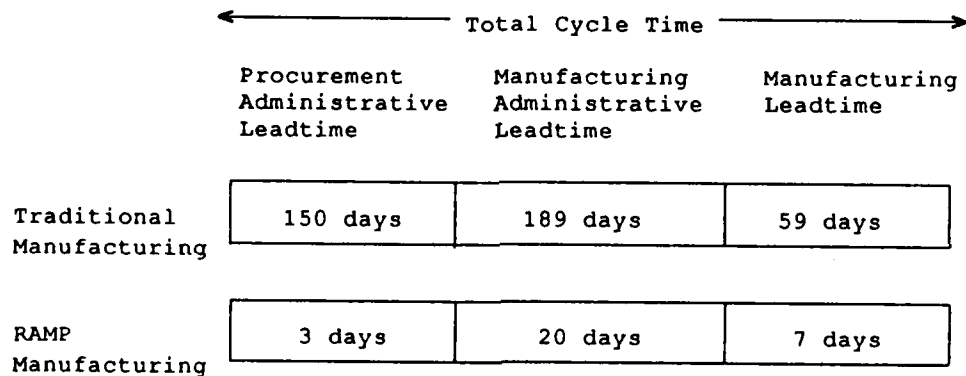 Total Cycle Time
Procurement Administrative Leadtime
Manufacturing Administrative Leadtime
Manufacturing Leadtime
Traditional Manufacturing
150 days
189 days
59 days
RAMP Manufacturing
3 days
20 days
7 days